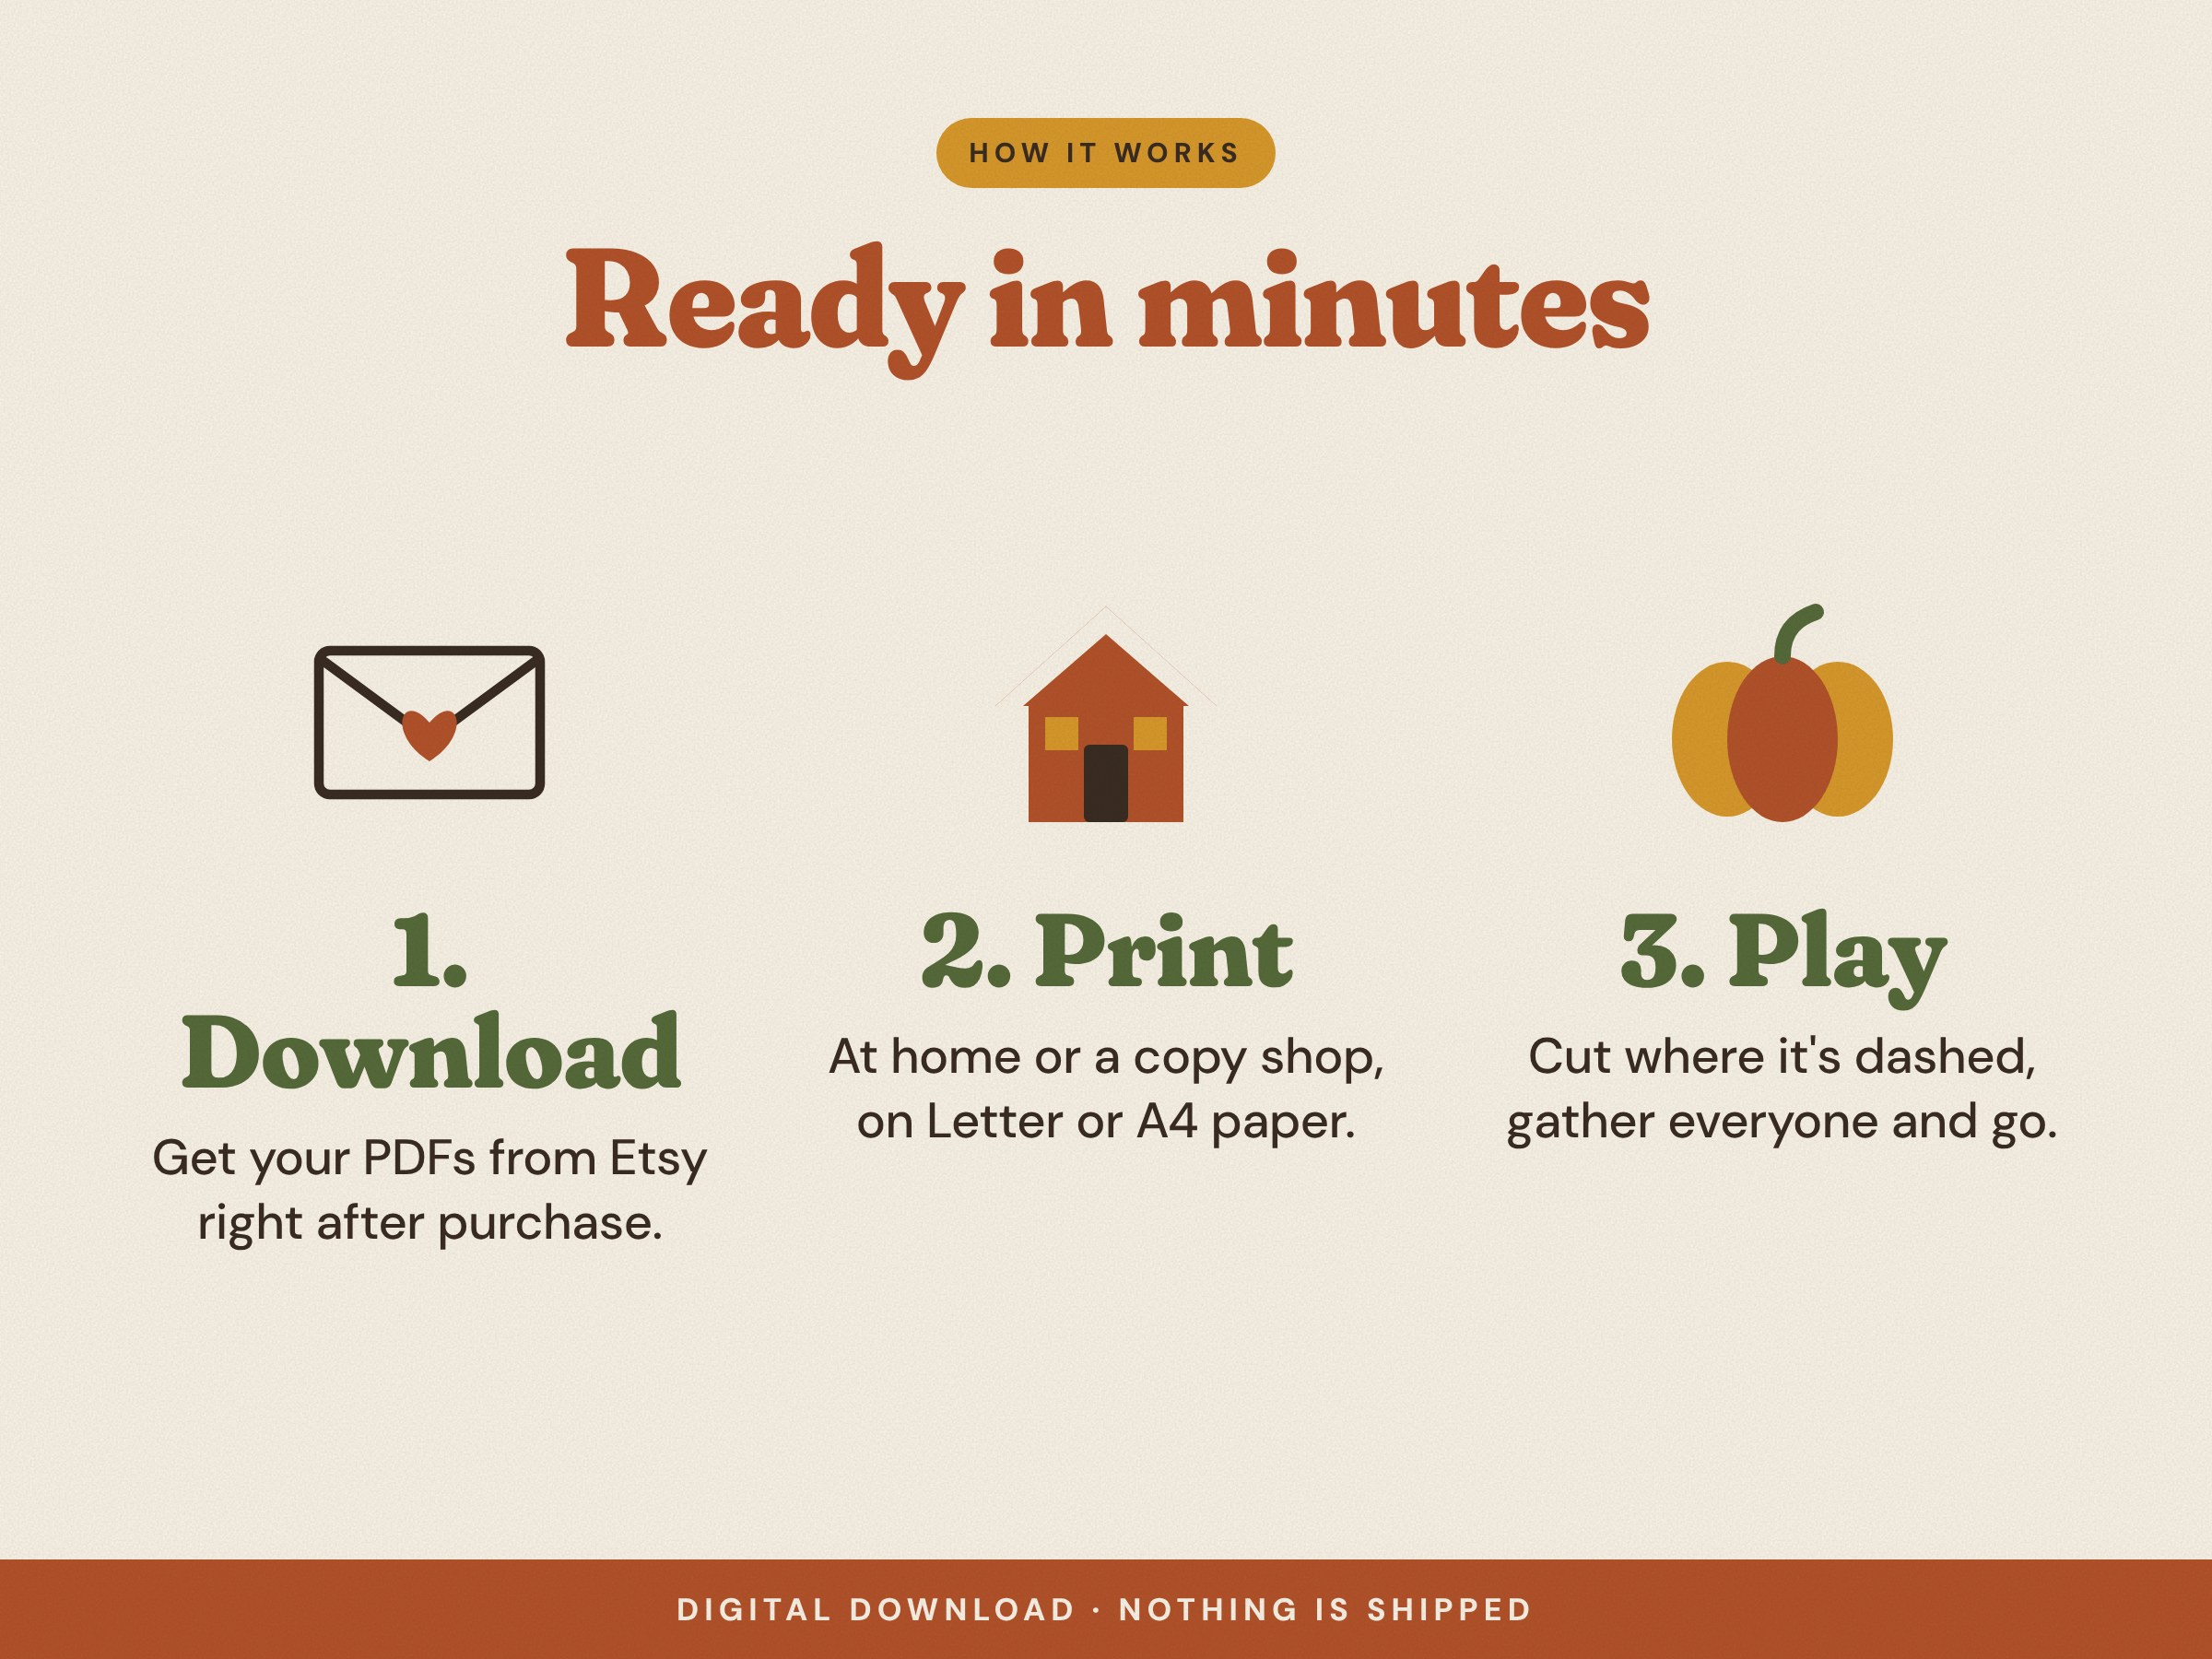 HOW IT WORKS
Ready in minutes
1.
Download
Get your PDFs from Etsy
right after purchase.
2. Print
At home or a copy shop,
on Letter or A4 paper.
3. Play
Cut where it's dashed,
gather everyone and go.
DIGITAL DOWNLOAD · NOTHING IS SHIPPED